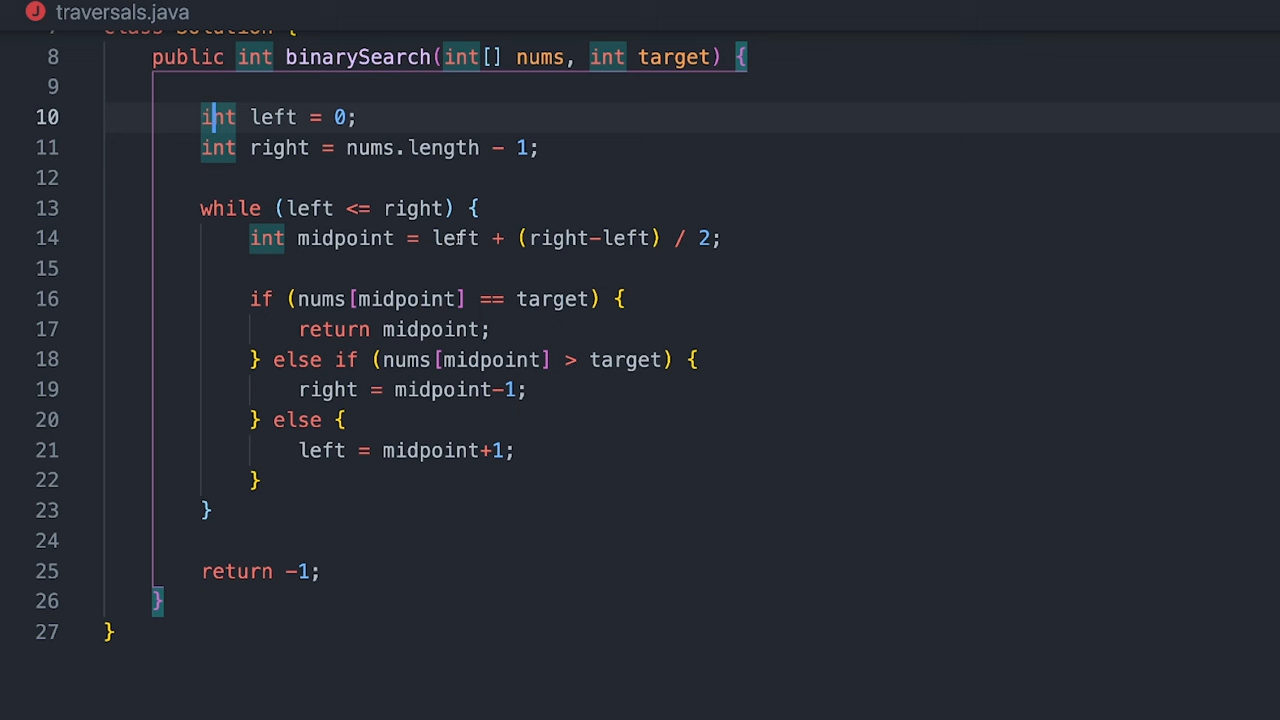 traversals.java
7 class Solution {
8 public int binarySearch(int[] nums, int target) {
9
10 int left = 0;
11 int right = nums.length - 1;
12
13 while (left <= right) {
14 int midpoint = left + (right-left) / 2;
15
16 if (nums[midpoint] == target) {
17 return midpoint;
18 } else if (nums[midpoint] > target) {
19 right = midpoint-1;
20 } else {
21 left = midpoint+1;
22 }
23 }
24
25 return -1;
26 }
27 }